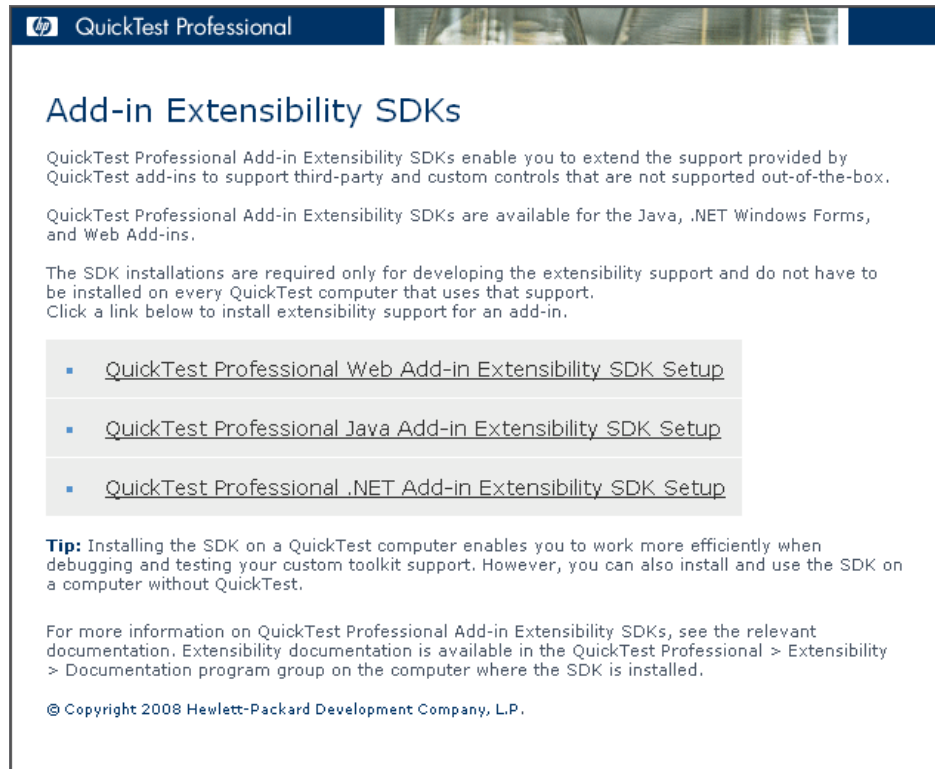 hp QuickTest Professional
Add-in Extensibility SDKs
QuickTest Professional Add-in Extensibility SDKs enable you to extend the support provided by
QuickTest add-ins to support third-party and custom controls that are not supported out-of-the-box.
QuickTest Professional Add-in Extensibility SDKs are available for the Java, .NET Windows Forms,
and Web Add-ins.
The SDK installations are required only for developing the extensibility support and do not have to
be installed on every QuickTest computer that uses that support.
Click a link below to install extensibility support for an add-in.
QuickTest Professional Web Add-in Extensibility SDK Setup
QuickTest Professional Java Add-in Extensibility SDK Setup
QuickTest Professional .NET Add-in Extensibility SDK Setup
Tip: Installing the SDK on a QuickTest computer enables you to work more efficiently when
debugging and testing your custom toolkit support. However, you can also install and use the SDK on
a computer without QuickTest.
For more information on QuickTest Professional Add-in Extensibility SDKs, see the relevant
documentation. Extensibility documentation is available in the QuickTest Professional > Extensibility
> Documentation program group on the computer where the SDK is installed.
© Copyright 2008 Hewlett-Packard Development Company, L.P.